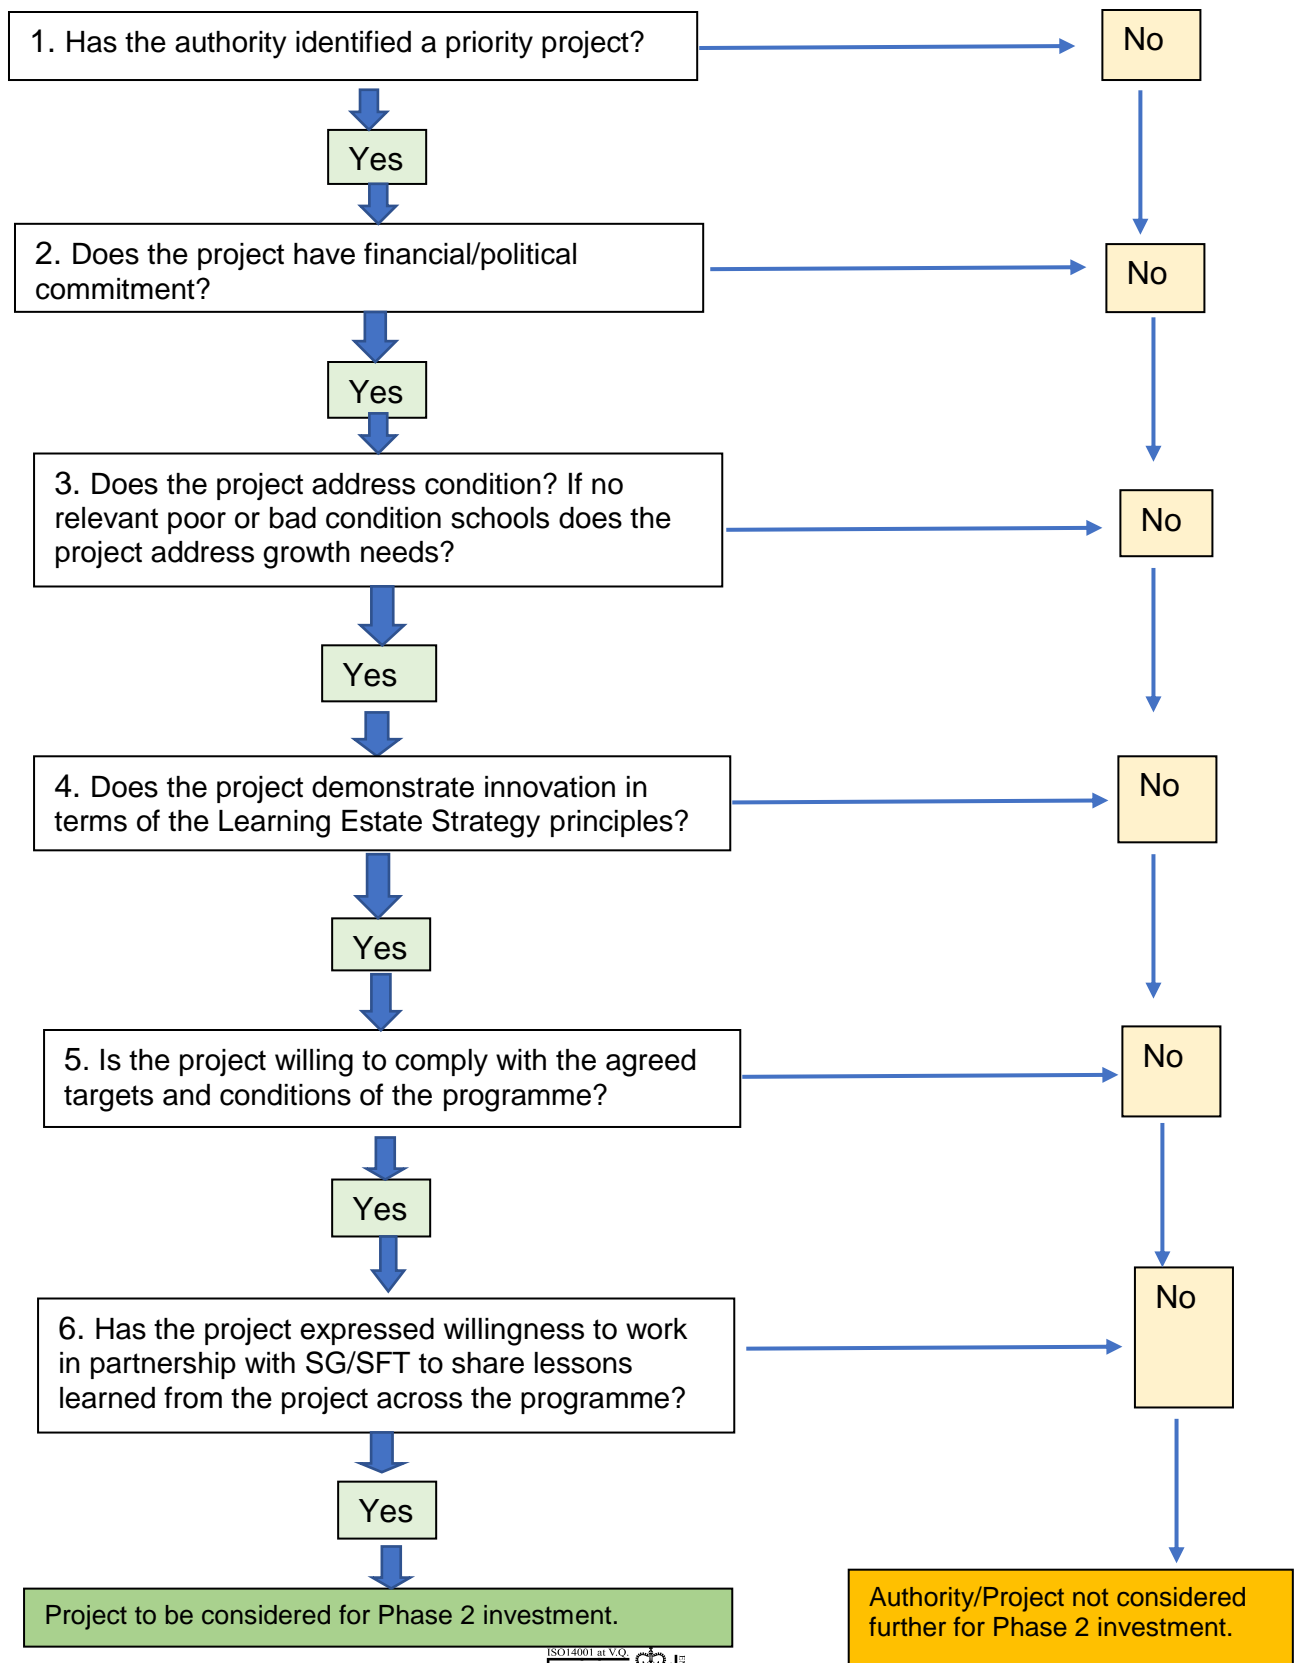 1. Has the authority identified a priority project?
No
Yes
2. Does the project have financial/political
commitment?
No
Yes
3. Does the project address condition? If no
relevant poor or bad condition schools does the
project address growth needs?
No
Yes
4. Does the project demonstrate innovation in
terms of the Learning Estate Strategy principles?
No
Yes
5. Is the project willing to comply with the agreed
targets and conditions of the programme?
No
Yes
6. Has the project expressed willingness to work
in partnership with SG/SFT to share lessons
learned from the project across the programme?
No
Yes
Project to be considered for Phase 2 investment.
Authority/Project not considered
further for Phase 2 investment.
ISO14001 at V.Q.